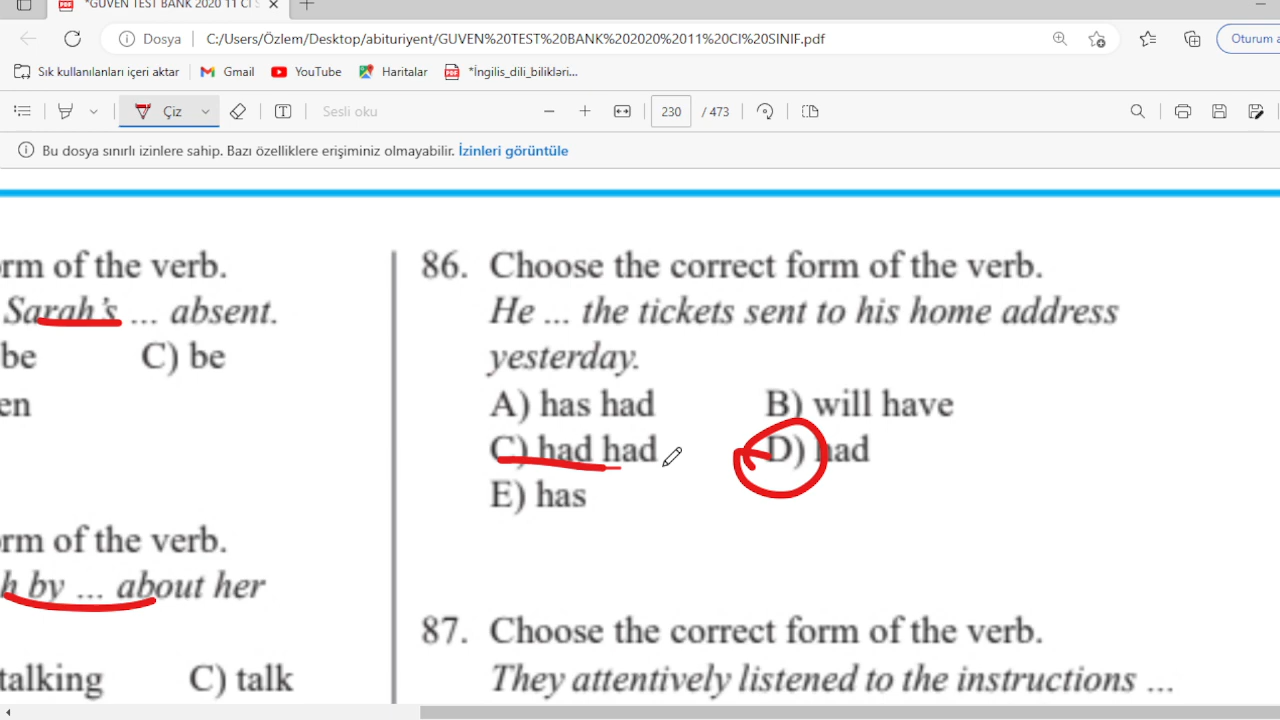 *GUVEN TEST BANK 2020 11 CI S
Dosya
C:/Users/Özlem/Desktop/abituriyent/GUVEN%20TEST%20BANK%202020%2011%20CI%20SINIF.pdf
Oturum a
Sık kullanılanları içeri aktar
Gmail
YouTube
Haritalar
*İngilis_dili_bilikləri...
Çiz
Sesli oku
230 / 473
Bu dosya sınırlı izinlere sahip. Bazı özelliklere erişiminiz olmayabilir. İzinleri görüntüle
rm of the verb.
Sarah's ... absent.
be C) be
en
rm of the verb.
h by ... about her
talking C) talk
86. Choose the correct form of the verb.
He ... the tickets sent to his home address
yesterday.
A) has had B) will have
C) had had D) had
E) has
87. Choose the correct form of the verb.
They attentively listened to the instructions ...